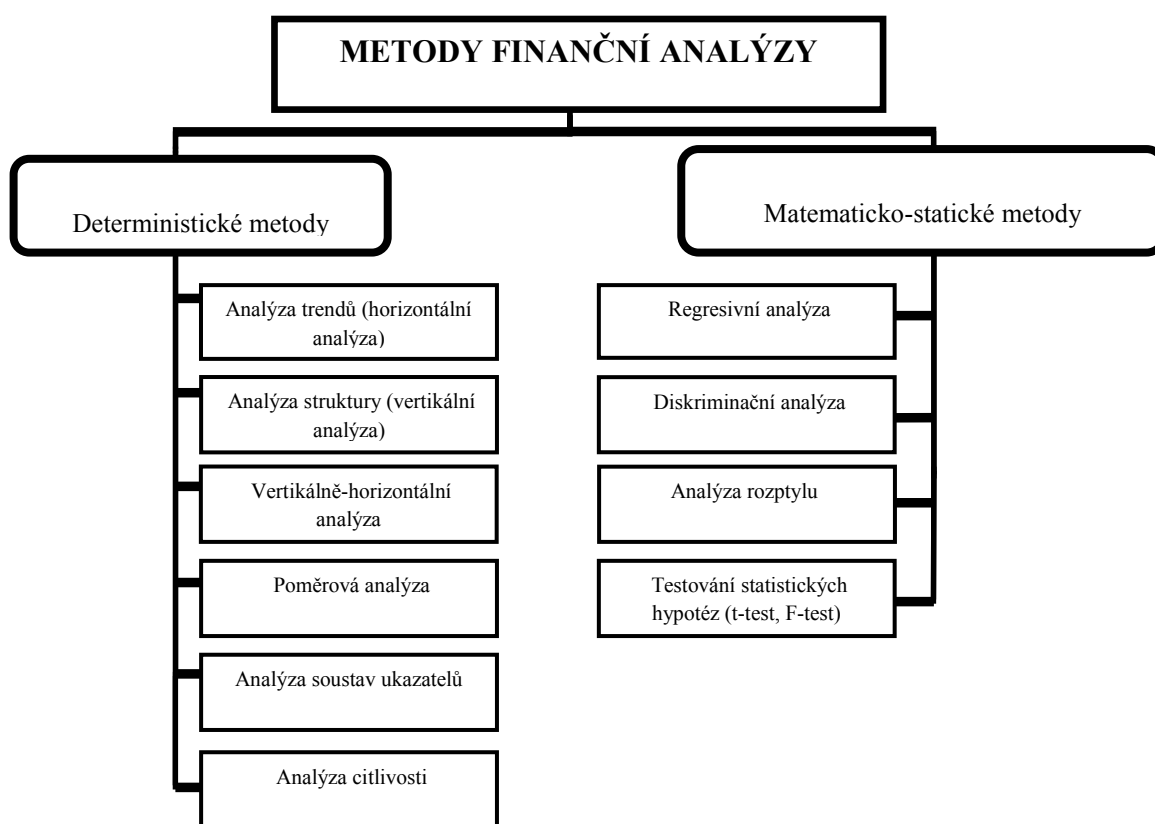 METODY FINANČNÍ ANALÝZY
Deterministické metody
Matematicko-statické metody
Analýza trendů (horizontální
analýza)
Analýza struktury (vertikální
analýza)
Vertikálně-horizontální
analýza
Poměrová analýza
Analýza soustav ukazatelů
Analýza citlivosti
Regresivní analýza
Diskriminační analýza
Analýza rozptylu
Testování statistických
hypotéz (t-test, F-test)